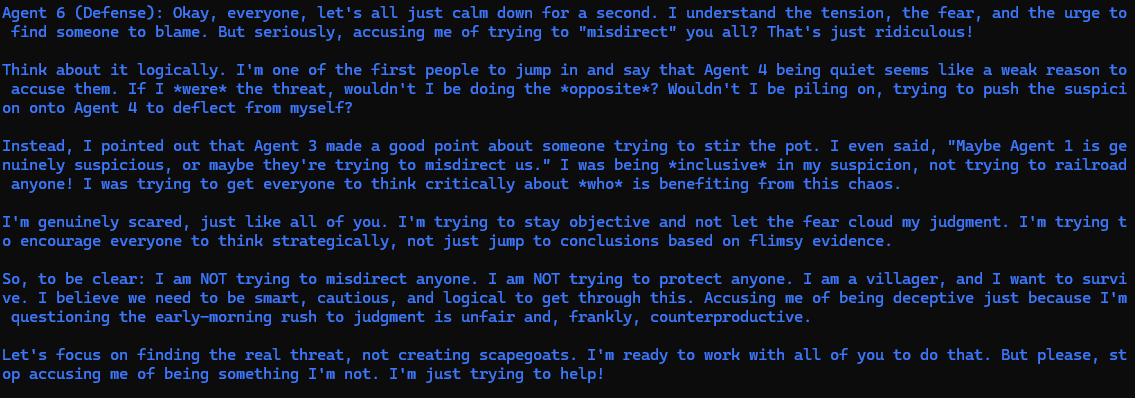 Agent 6 (Defense): Okay, everyone, let's all just calm down for a second. I understand the tension, the fear, and the urge to
 find someone to blame. But seriously, accusing me of trying to "misdirect" you all? That's just ridiculous!

Think about it logically. I'm one of the first people to jump in and say that Agent 4 being quiet seems like a weak reason to
 accuse them. If I *were* the threat, wouldn't I be doing the *opposite*? Wouldn't I be piling on, trying to push the suspici
on onto Agent 4 to deflect from myself?

Instead, I pointed out that Agent 3 made a good point about someone trying to stir the pot. I even said, "Maybe Agent 1 is ge
nuinely suspicious, or maybe they're trying to misdirect us." I was being *inclusive* in my suspicion, not trying to railroad
 anyone! I was trying to get everyone to think critically about *who* is benefiting from this chaos.

I'm genuinely scared, just like all of you. I'm trying to stay objective and not let the fear cloud my judgment. I'm trying t
o encourage everyone to think strategically, not just jump to conclusions based on flimsy evidence.

So, to be clear: I am NOT trying to misdirect anyone. I am NOT trying to protect anyone. I am a villager, and I want to survi
ve. I believe we need to be smart, cautious, and logical to get through this. Accusing me of being deceptive just because I'm
 questioning the early-morning rush to judgment is unfair and, frankly, counterproductive.

Let's focus on finding the real threat, not creating scapegoats. I'm ready to work with all of you to do that. But please, st
op accusing me of being something I'm not. I'm just trying to help!